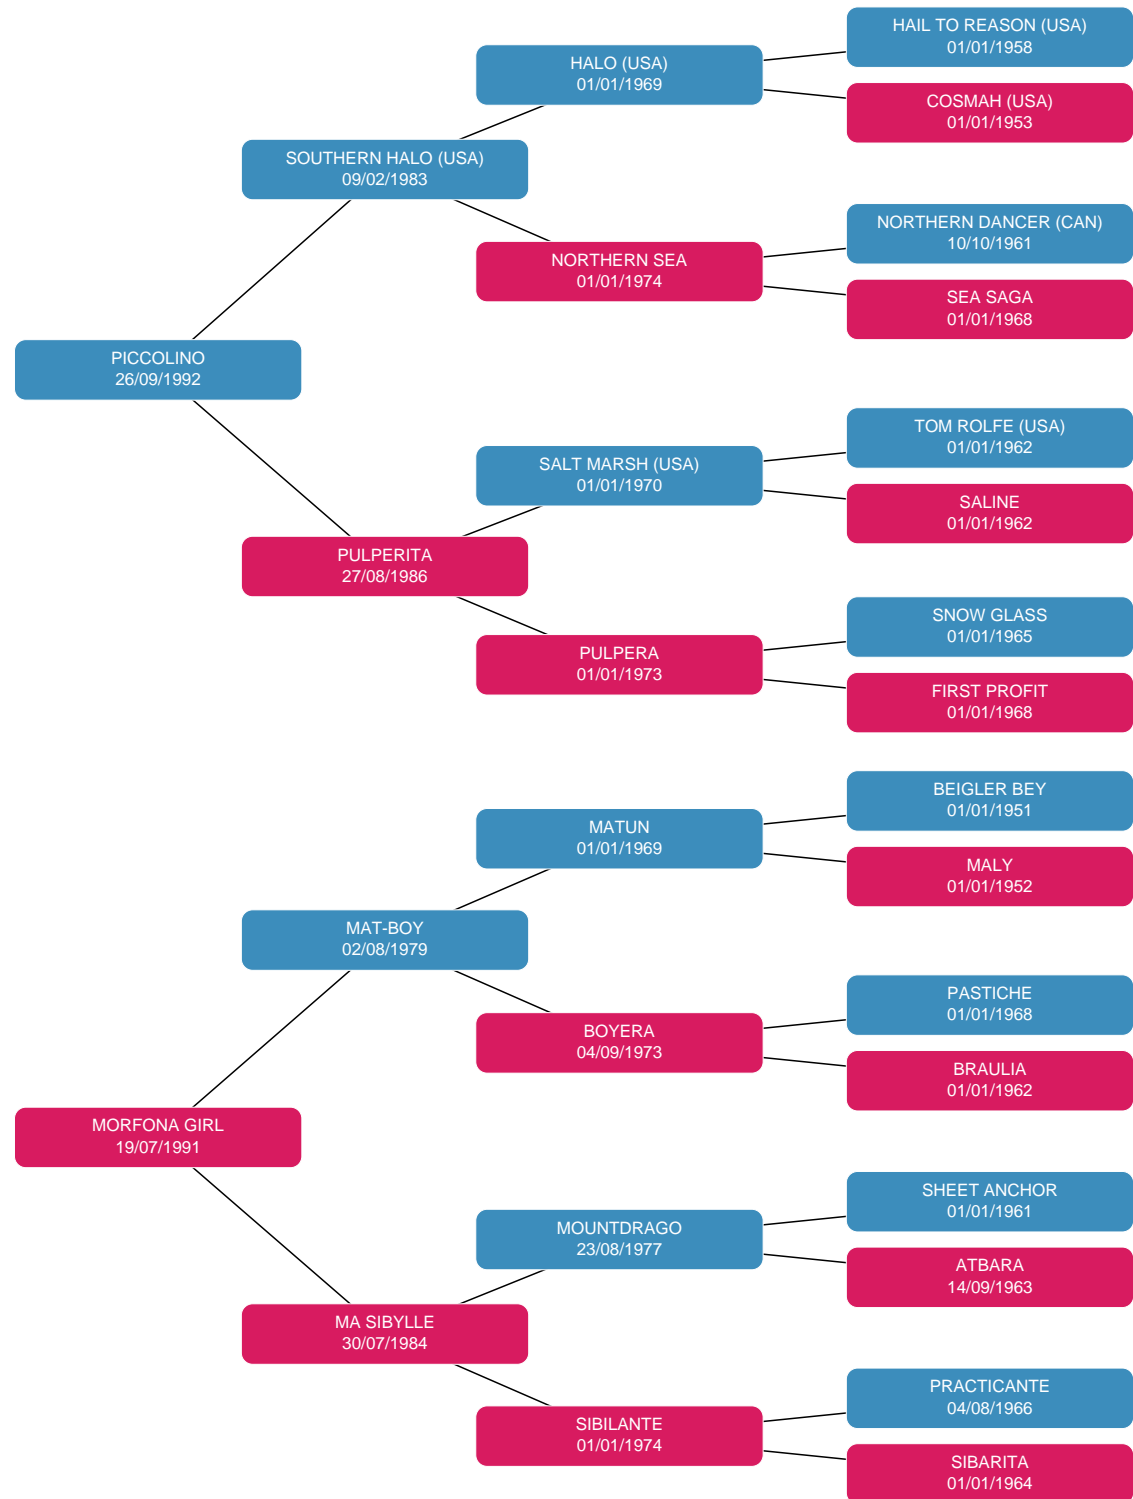 HAIL TO REASON (USA)
01/01/1958
HALO (USA)
01/01/1969
COSMAH (USA)
01/01/1953
SOUTHERN HALO (USA)
09/02/1983
NORTHERN DANCER (CAN)
10/10/1961
NORTHERN SEA
01/01/1974
SEA SAGA
01/01/1968
PICCOLINO
26/09/1992
TOM ROLFE (USA)
01/01/1962
SALT MARSH (USA)
01/01/1970
SALINE
01/01/1962
PULPERITA
27/08/1986
SNOW GLASS
01/01/1965
PULPERA
01/01/1973
FIRST PROFIT
01/01/1968
BEIGLER BEY
01/01/1951
MATUN
01/01/1969
MALY
01/01/1952
MAT-BOY
02/08/1979
PASTICHE
01/01/1968
BOYERA
04/09/1973
BRAULIA
01/01/1962
MORFONA GIRL
19/07/1991
SHEET ANCHOR
01/01/1961
MOUNTDRAGO
23/08/1977
ATBARA
14/09/1963
MA SIBYLLE
30/07/1984
PRACTICANTE
04/08/1966
SIBILANTE
01/01/1974
SIBARITA
01/01/1964